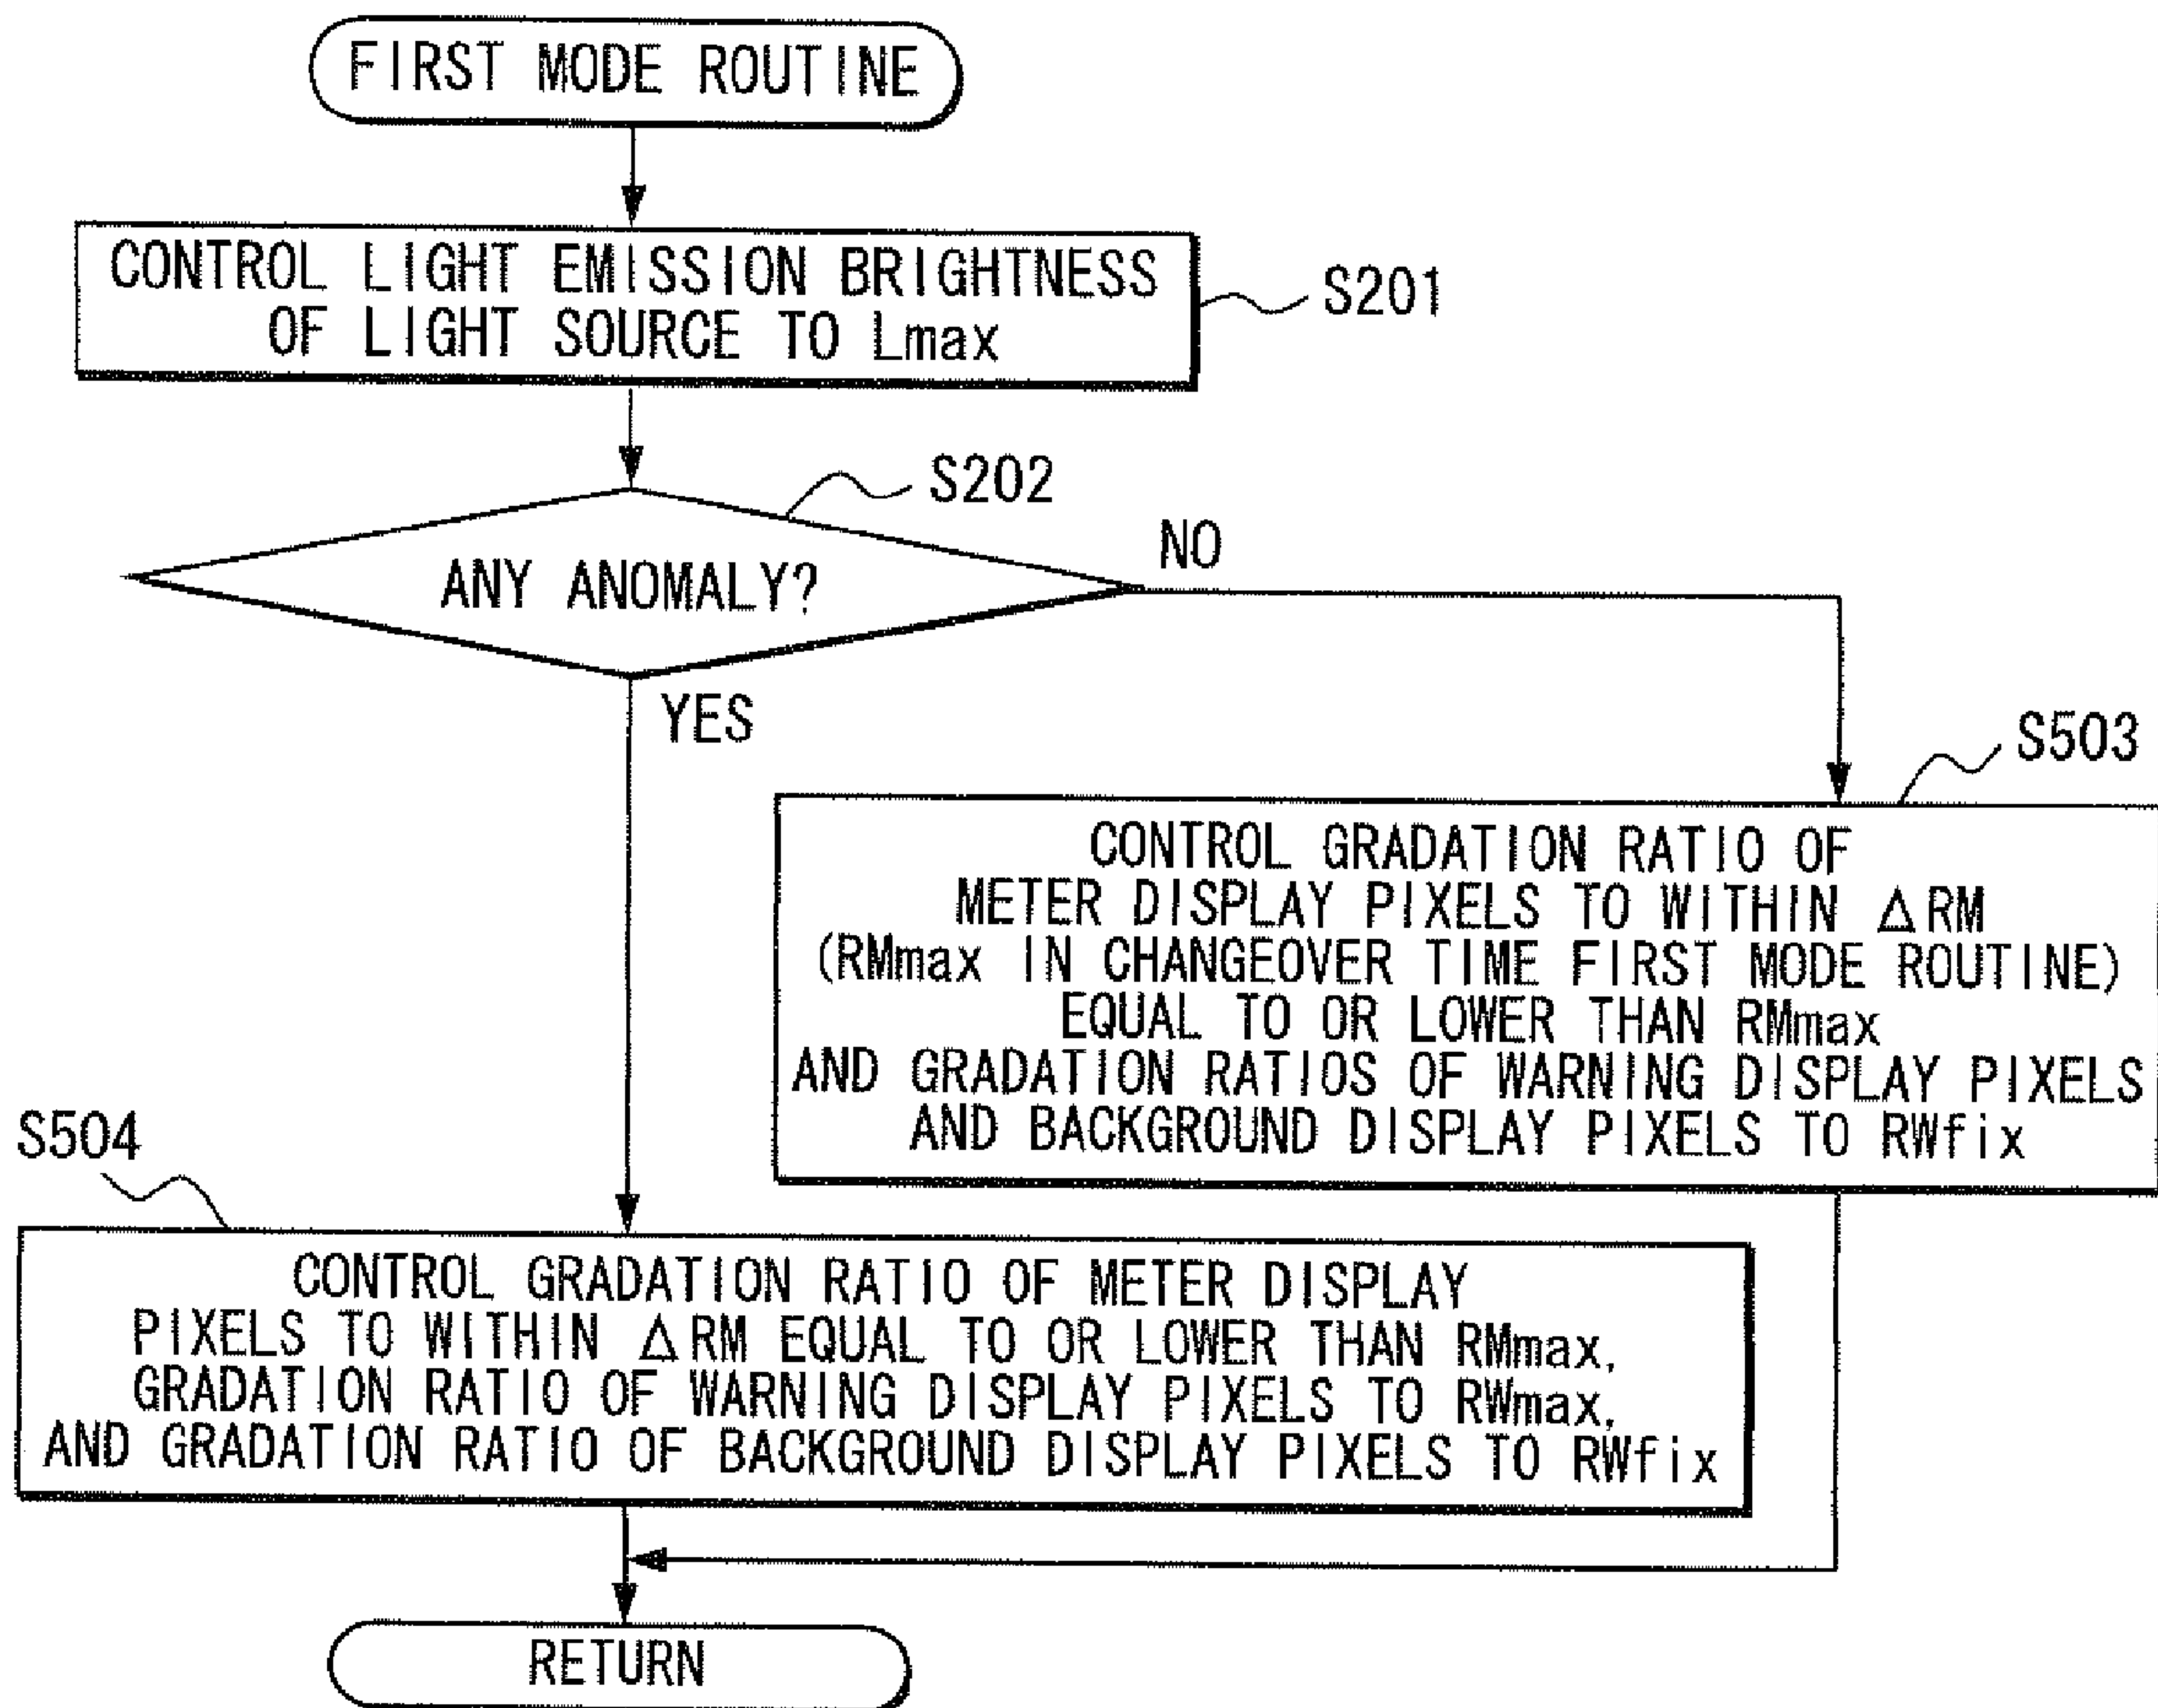 FIRST MODE ROUTINE
CONTROL LIGHT EMISSION BRIGHTNESS
OF LIGHT SOURCE TO Lmax
S201
S202
ANY ANOMALY?
NO
YES
S503
CONTROL GRADATION RATIO OF
METER DISPLAY PIXELS TO WITHIN ΔRM
(RMmax IN CHANGEOVER TIME FIRST MODE ROUTINE)
EQUAL TO OR LOWER THAN RMmax
AND GRADATION RATIOS OF WARNING DISPLAY PIXELS
AND BACKGROUND DISPLAY PIXELS TO RWfix
S504
CONTROL GRADATION RATIO OF METER DISPLAY
PIXELS TO WITHIN ΔRM EQUAL TO OR LOWER THAN RMmax,
GRADATION RATIO OF WARNING DISPLAY PIXELS TO RWmax,
AND GRADATION RATIO OF BACKGROUND DISPLAY PIXELS TO RWfix
RETURN